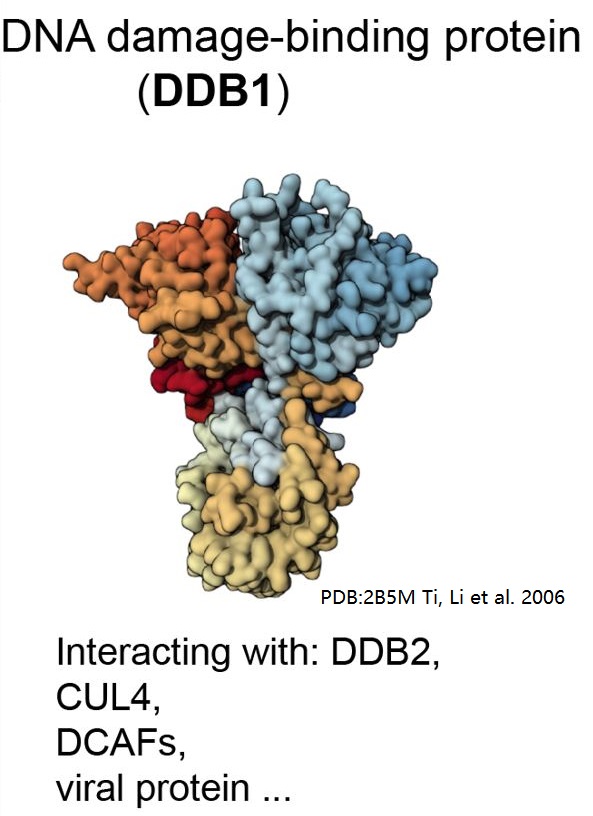 DNA damage-binding protein
(DDB1)
PDB:2B5M Ti, Li et al. 2006
Interacting with: DDB2,
CUL4,
DCAFs,
viral protein ...